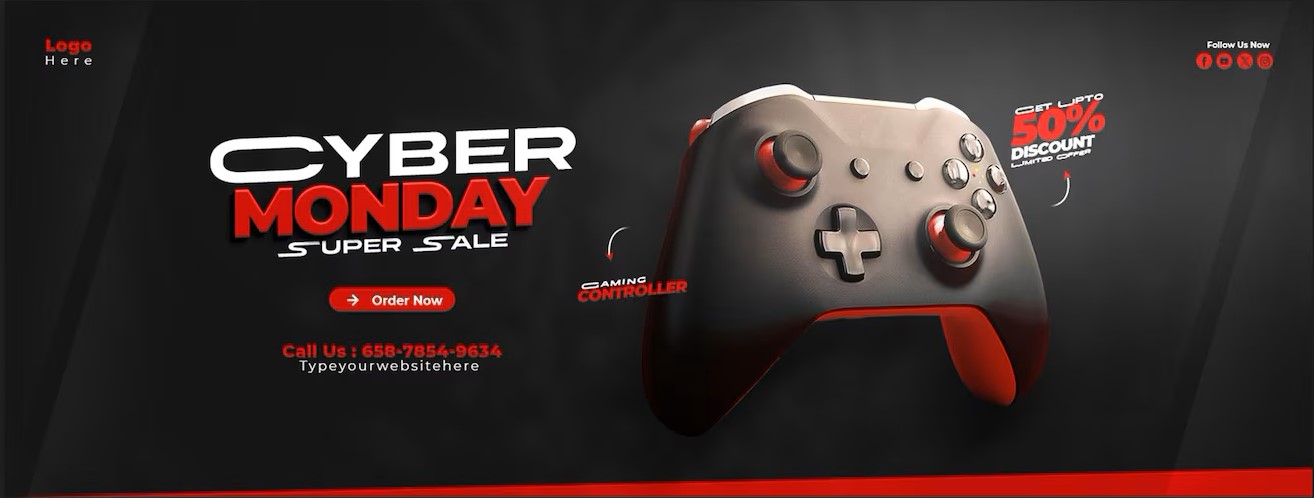 Logo
Here
Follow Us Now
CYBER
MONDAY
SUPER SALE
Order Now
Call Us : 658-7854-9634
Typeyourwebsitehere
GAMING
CONTROLLER
GET UPTO
50%
DISCOUNT
LIMITED OFFER